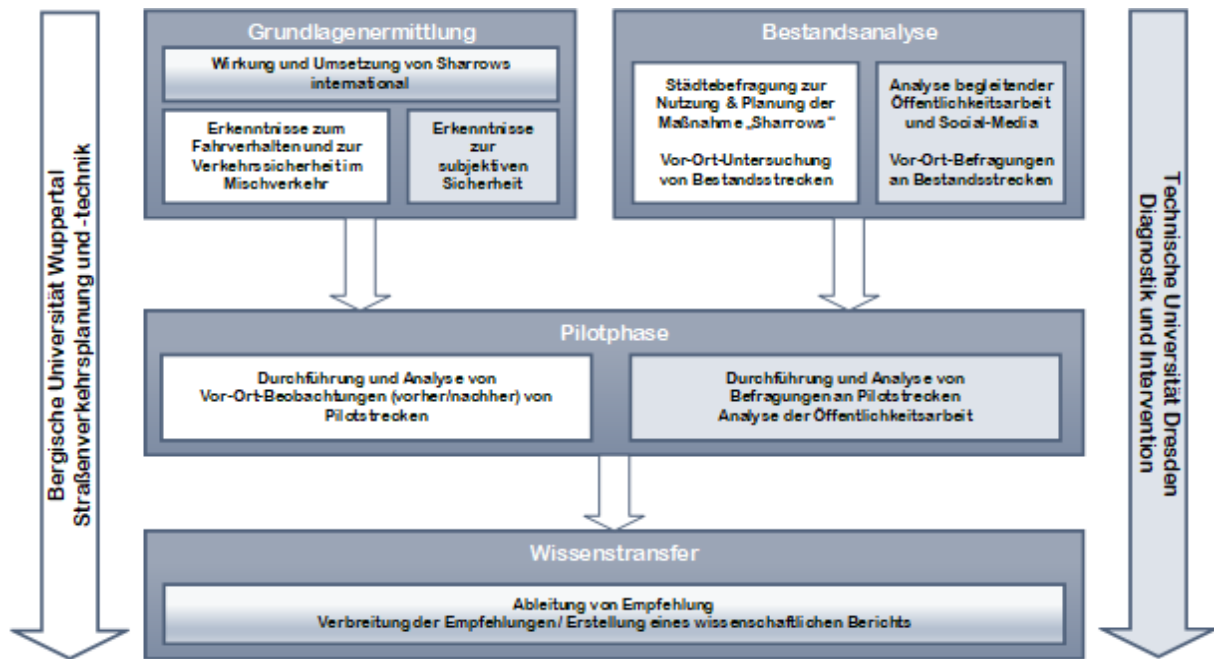 Bergische Universität Wuppertal
Straßenverkehrsplanung und -technik
Grundlagenermittlung
Wirkung und Umsetzung von Sharrows
international
Erkenntnisse zum
Fahrverhalten und zur
Verkehrssicherheit im
Mischverkehr
Erkenntnisse
zur
subjektiven
Sicherheit
Bestandsanalyse
Städtebefragung zur
Nutzung & Planung der
Maßnahme „Sharrows“
Vor-Ort-Untersuchung
von Bestandsstrecken
Analyse begleitender
Öffentlichkeitsarbeit
und Social-Media
Vor-Ort-Befragungen
an Bestandsstrecken
Pilotphase
Durchführung und Analyse von
Vor-Ort-Beobachtungen (vorher/nachher) von
Pilotstrecken
Durchführung und Analyse von
Befragungen an Pilotstrecken
Analyse der Öffentlichkeitsarbeit
Wissenstransfer
Ableitung von Empfehlung
Verbreitung der Empfehlungen/ Erstellung eines wissenschaftlichen Berichts
Technische Universität Dresden
Diagnostik und Intervention